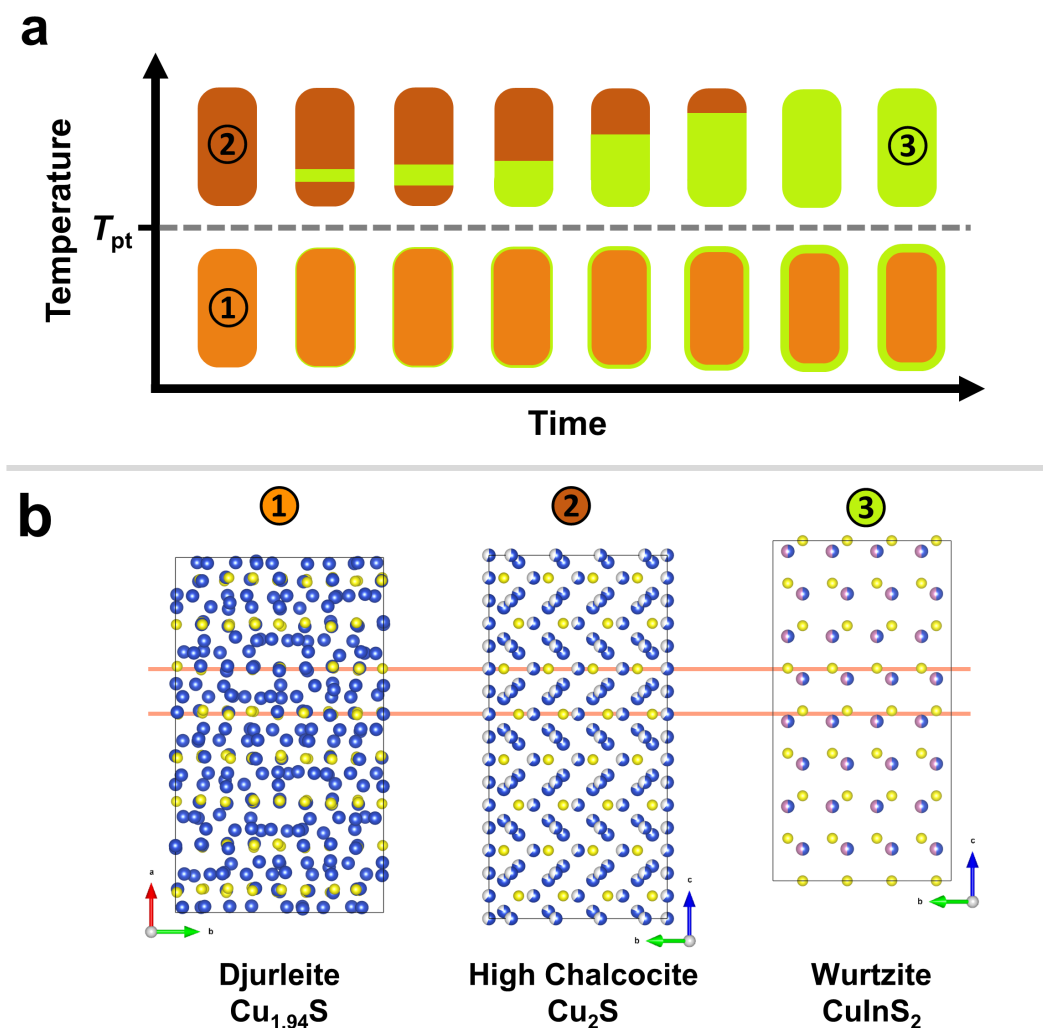 a
Temperature
②
③
Tpt
①
Time
b
① ② ③
a
b
c
b
c
b
Djurleite High Chalcocite Wurtzite
Cu1.94S Cu2S CuInS2